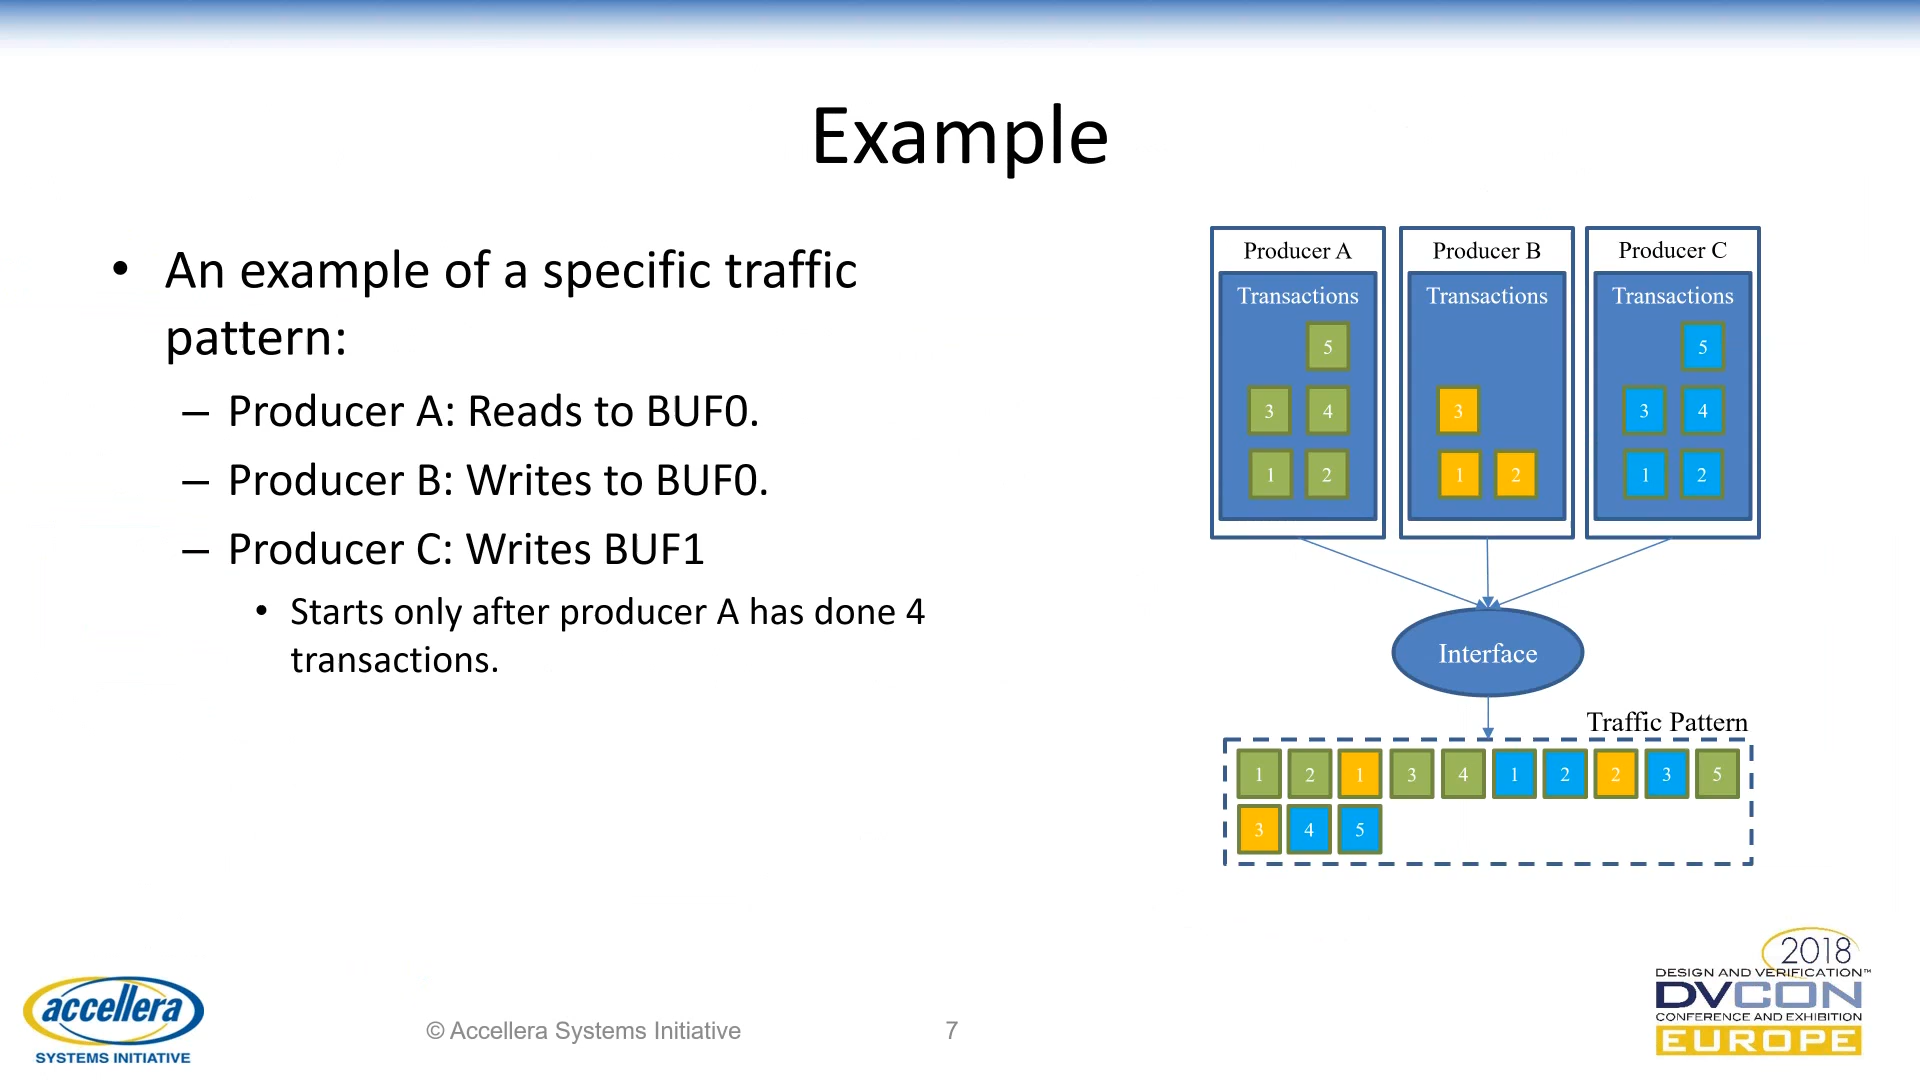 Example
• An example of a specific traffic
pattern:
– Producer A: Reads to BUF0.
– Producer B: Writes to BUF0.
– Producer C: Writes BUF1
• Starts only after producer A has done 4
transactions.
Producer A
Transactions
5
3 4
1 2
Producer B
Transactions
3
1 2
Producer C
Transactions
5
3 4
1 2
Interface
Traffic Pattern
1 2 1 3 4 1 2 2 3 5
3 4 5
accellera
SYSTEMS INITIATIVE
© Accellera Systems Initiative
7
2018
DESIGN AND VERIFICATION™
DVCON
CONFERENCE AND EXHIBITION
EUROPE